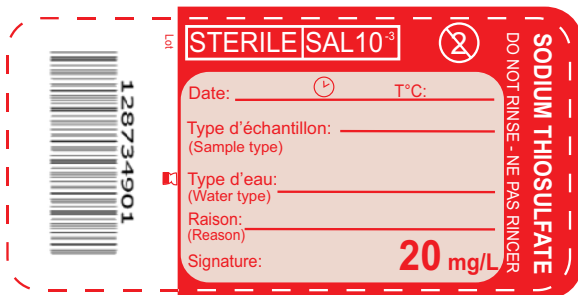 Lot
STERILE SAL10⁻³
2
Date: T°C:
Type d'échantillon:
(Sample type)
Type d'eau:
(Water type)
Raison:
(Reason)
Signature:
20 mg/L
SODIUM THIOSULFATE
DO NOT RINSE - NE PAS RINCER
128734901